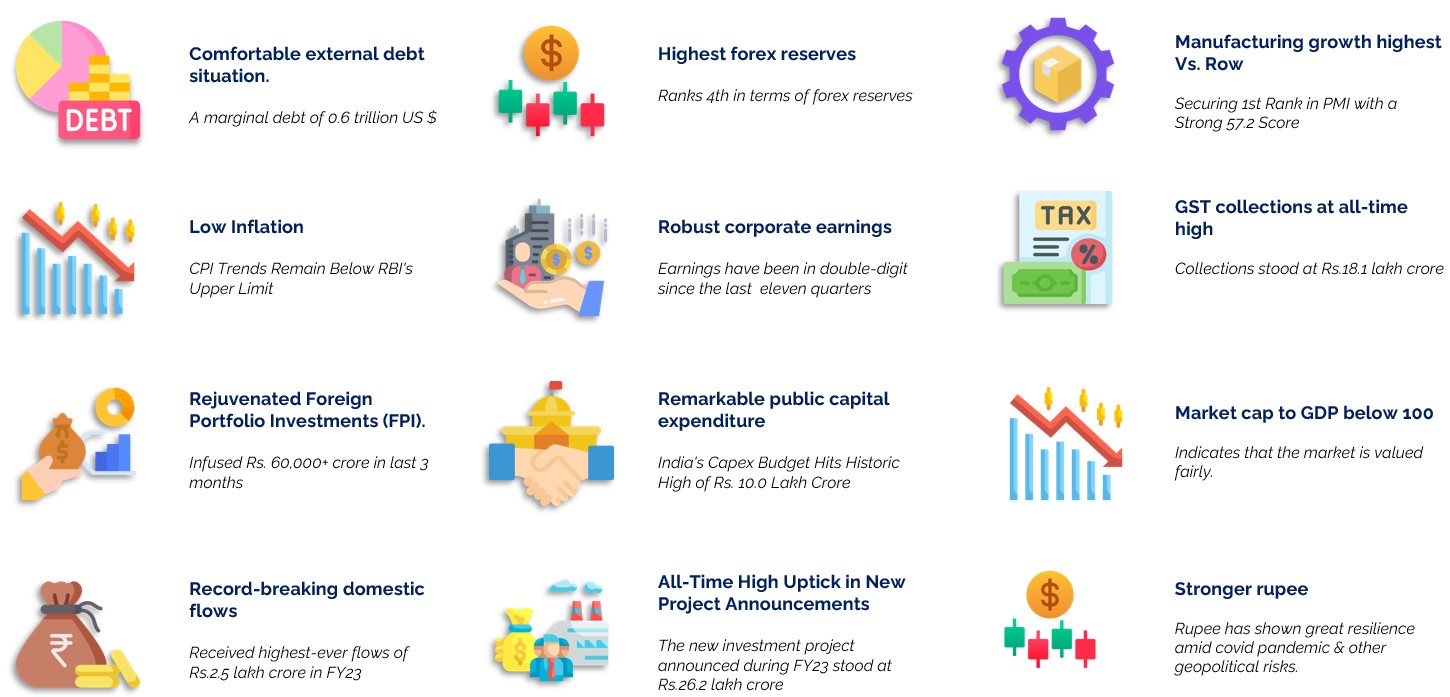 DEBT
Comfortable external debt
situation.
A marginal debt of 0.6 trillion US $
$
Highest forex reserves
Ranks 4th in terms of forex reserves
Manufacturing growth highest
Vs. Row
Securing 1st Rank in PMI with a
Strong 57.2 Score
Low Inflation
CPI Trends Remain Below RBI's
Upper Limit
$ $
Robust corporate earnings
Earnings have been in double-digit
since the last eleven quarters
TAX
%
GST collections at all-time
high
Collections stood at Rs.18.1 lakh crore
$
Rejuvenated Foreign
Portfolio Investments (FPI).
Infused Rs. 60,000+ crore in last 3
months
Remarkable public capital
expenditure
India's Capex Budget Hits Historic
High of Rs. 10.0 Lakh Crore
Market cap to GDP below 100
Indicates that the market is valued
fairly.
₹
Record-breaking domestic
flows
Received highest-ever flows of
Rs.2.5 lakh crore in FY23
$
All-Time High Uptick in New
Project Announcements
The new investment project
announced during FY23 stood at
Rs.26.2 lakh crore
$
Stronger rupee
Rupee has shown great resilience
amid covid pandemic & other
geopolitical risks.